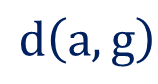 d(a, g)